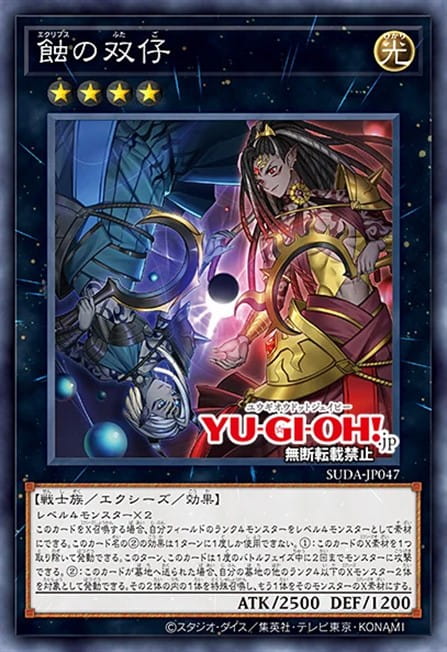 エクリプス ふた ご
蝕の双仔
ひかり
光
ユウギオウドットジェイピー
YU-GI-OH!.jp
無断転載禁止
SUDA-JP047
【戦士族／エクシーズ／効果】
レベル4モンスター×2
このカードをX召喚する場合、自分フィールドのランク4モンスターをレベル4モンスターとして素材
にできる。このカード名の②の効果は1ターンに1度しか使用できない。①：このカードのX素材を1つ
取り除いて発動できる。このターン、このカードは1度のバトルフェイズ中に2回までモンスターに攻撃
できる。②：このカードが墓地へ送られた場合、自分の墓地の他のランク4以下のXモンスター2体
を対象として発動できる。その2体の内の1体を特殊召喚し、もう1体をそのモンスターのX素材にする。
ATK/2500 DEF/1200
©スタジオ・ダイス／集英社・テレビ東京・KONAMI